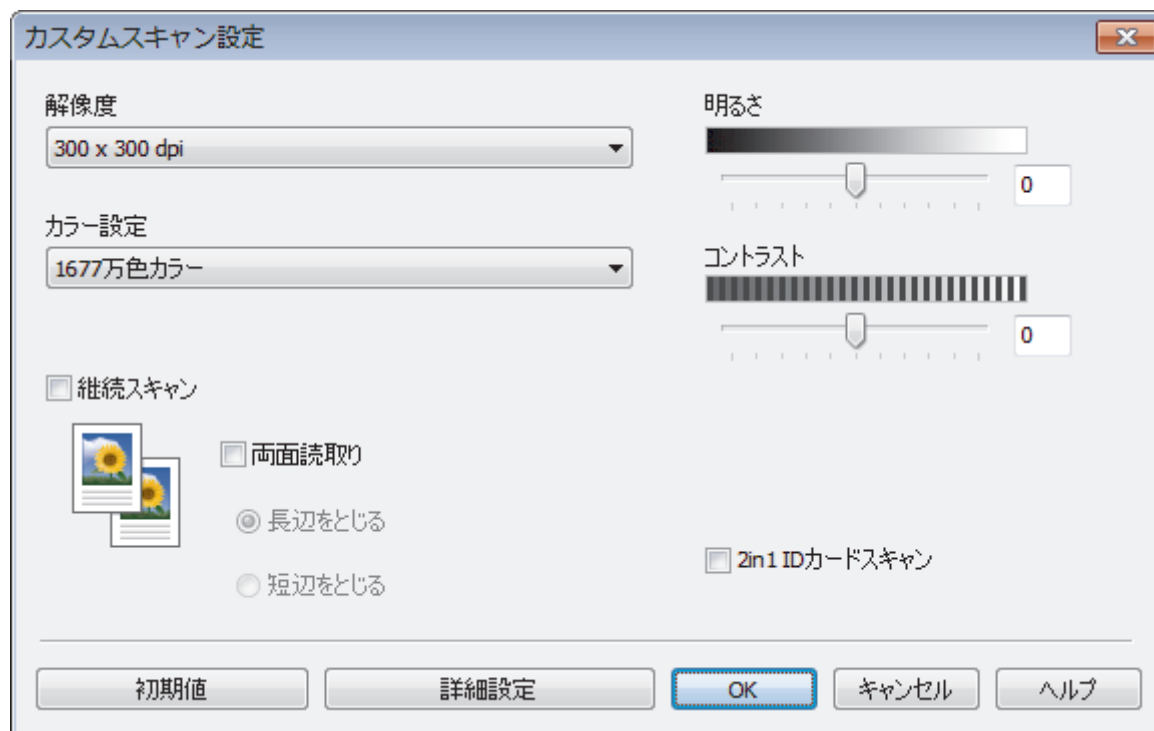 カスタムスキャン設定
解像度
300 x 300 dpi
カラー設定
1677万色カラー
継続スキャン
両面読取り
長辺をとじる
短辺をとじる
明るさ
0
コントラスト
0
2in1 IDカードスキャン
初期値
詳細設定
OK
キャンセル
ヘルプ